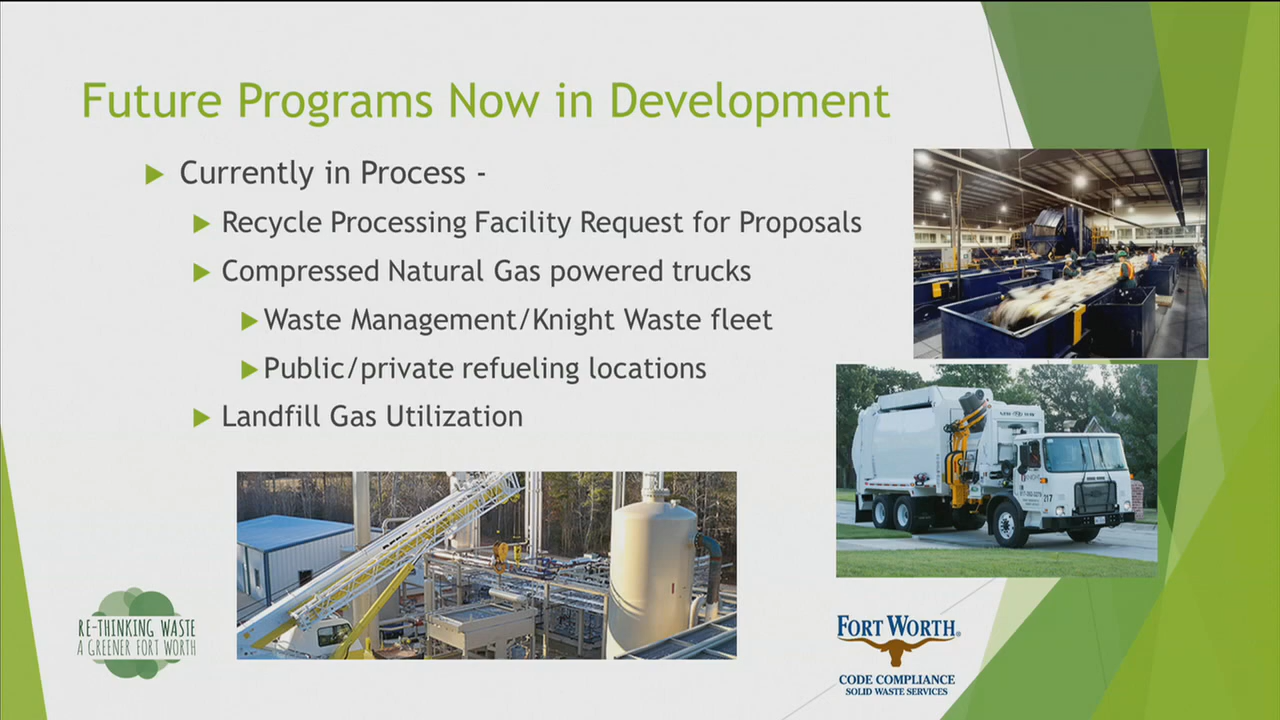 Future Programs Now in Development
Currently in Process -
Recycle Processing Facility Request for Proposals
Compressed Natural Gas powered trucks
Waste Management/Knight Waste fleet
Public/private refueling locations
Landfill Gas Utilization
217
RE-THINKING WASTE
A GREENER FORT WORTH
FORT WORTH®
CODE COMPLIANCE
SOLID WASTE SERVICES